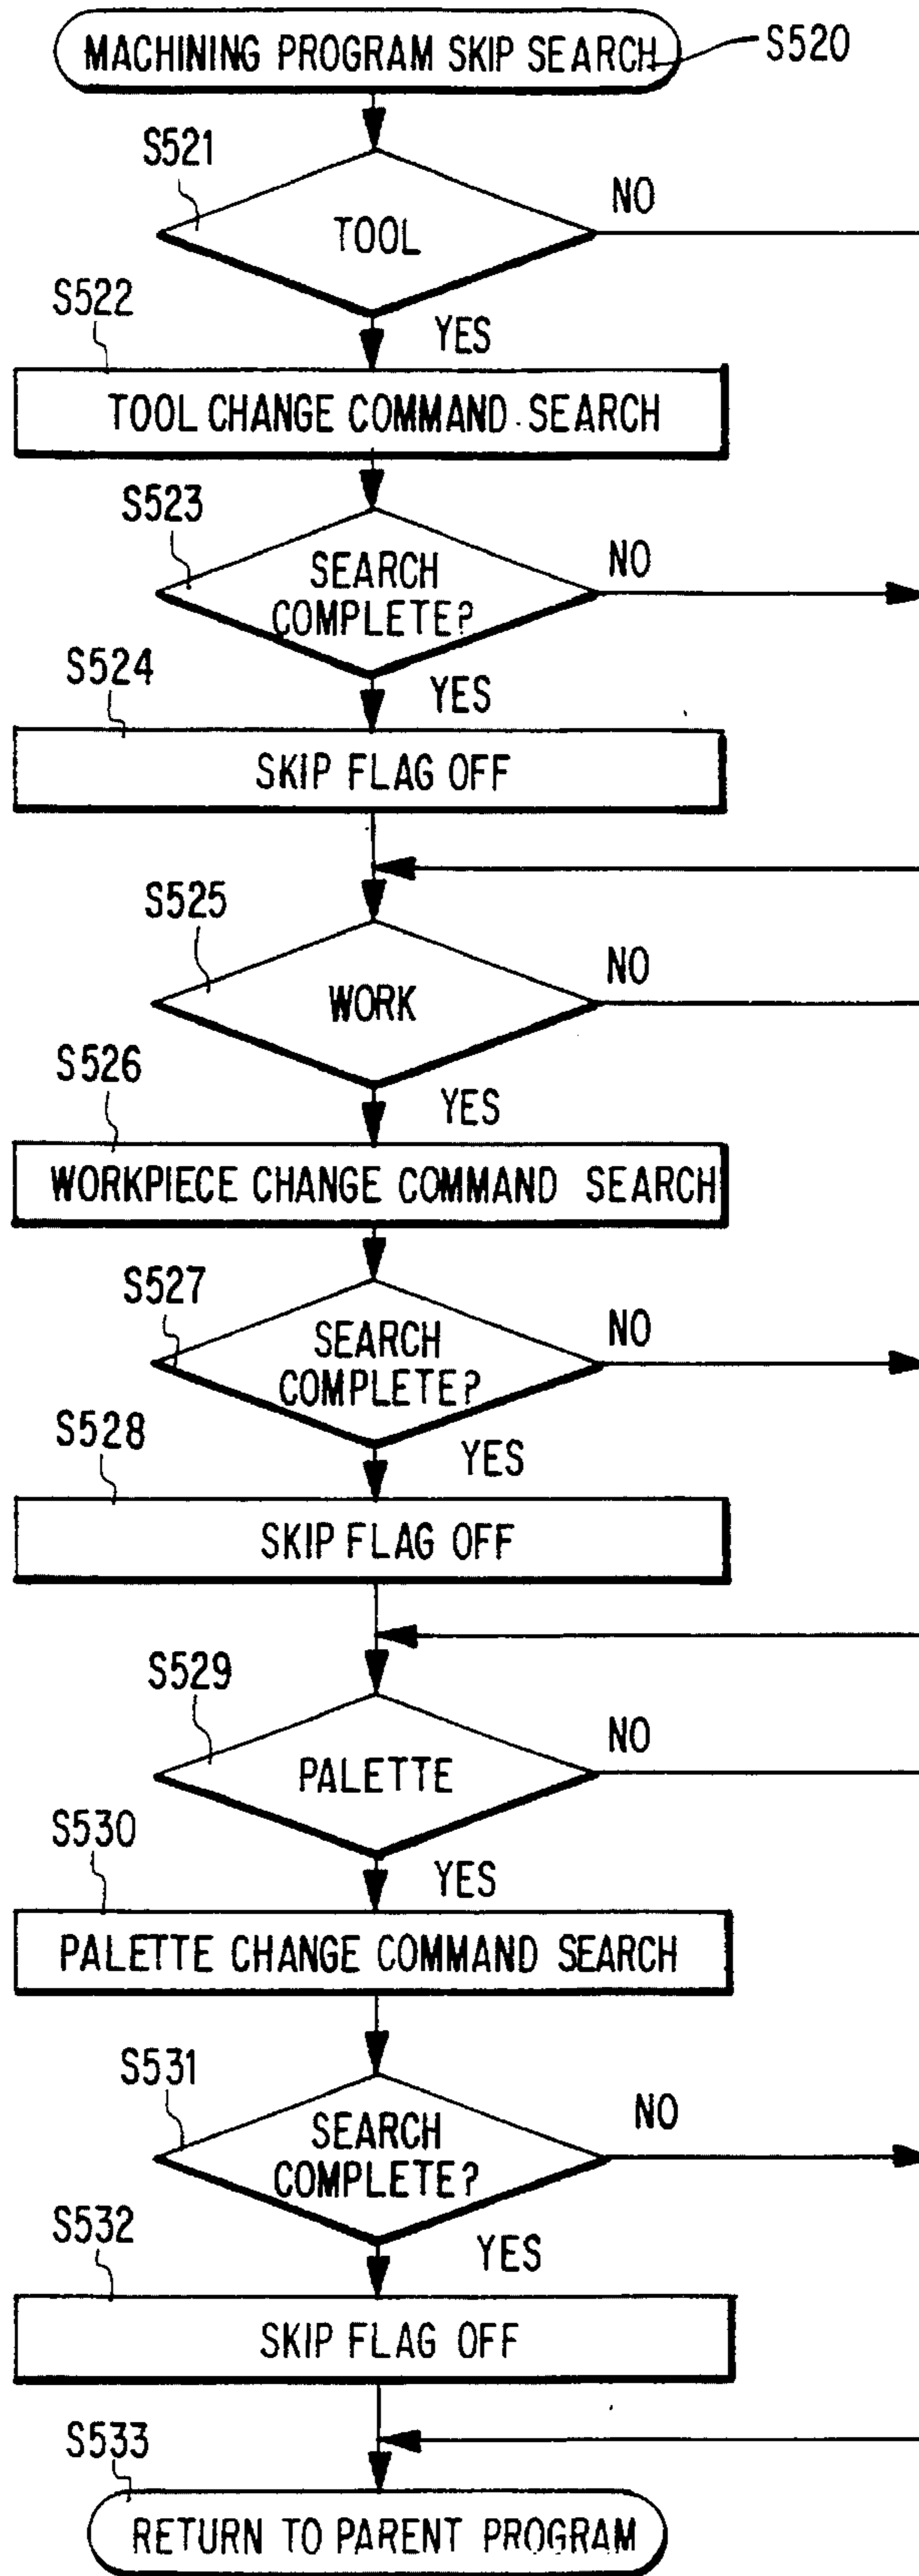 MACHINING PROGRAM SKIP SEARCH
S520
S521
TOOL
NO
YES
S522
TOOL CHANGE COMMAND SEARCH
S523
SEARCH
COMPLETE?
NO
YES
S524
SKIP FLAG OFF
S525
WORK
NO
YES
S526
WORKPIECE CHANGE COMMAND SEARCH
S527
SEARCH
COMPLETE?
NO
YES
S528
SKIP FLAG OFF
S529
PALETTE
NO
YES
S530
PALETTE CHANGE COMMAND SEARCH
S531
SEARCH
COMPLETE?
NO
YES
S532
SKIP FLAG OFF
S533
RETURN TO PARENT PROGRAM